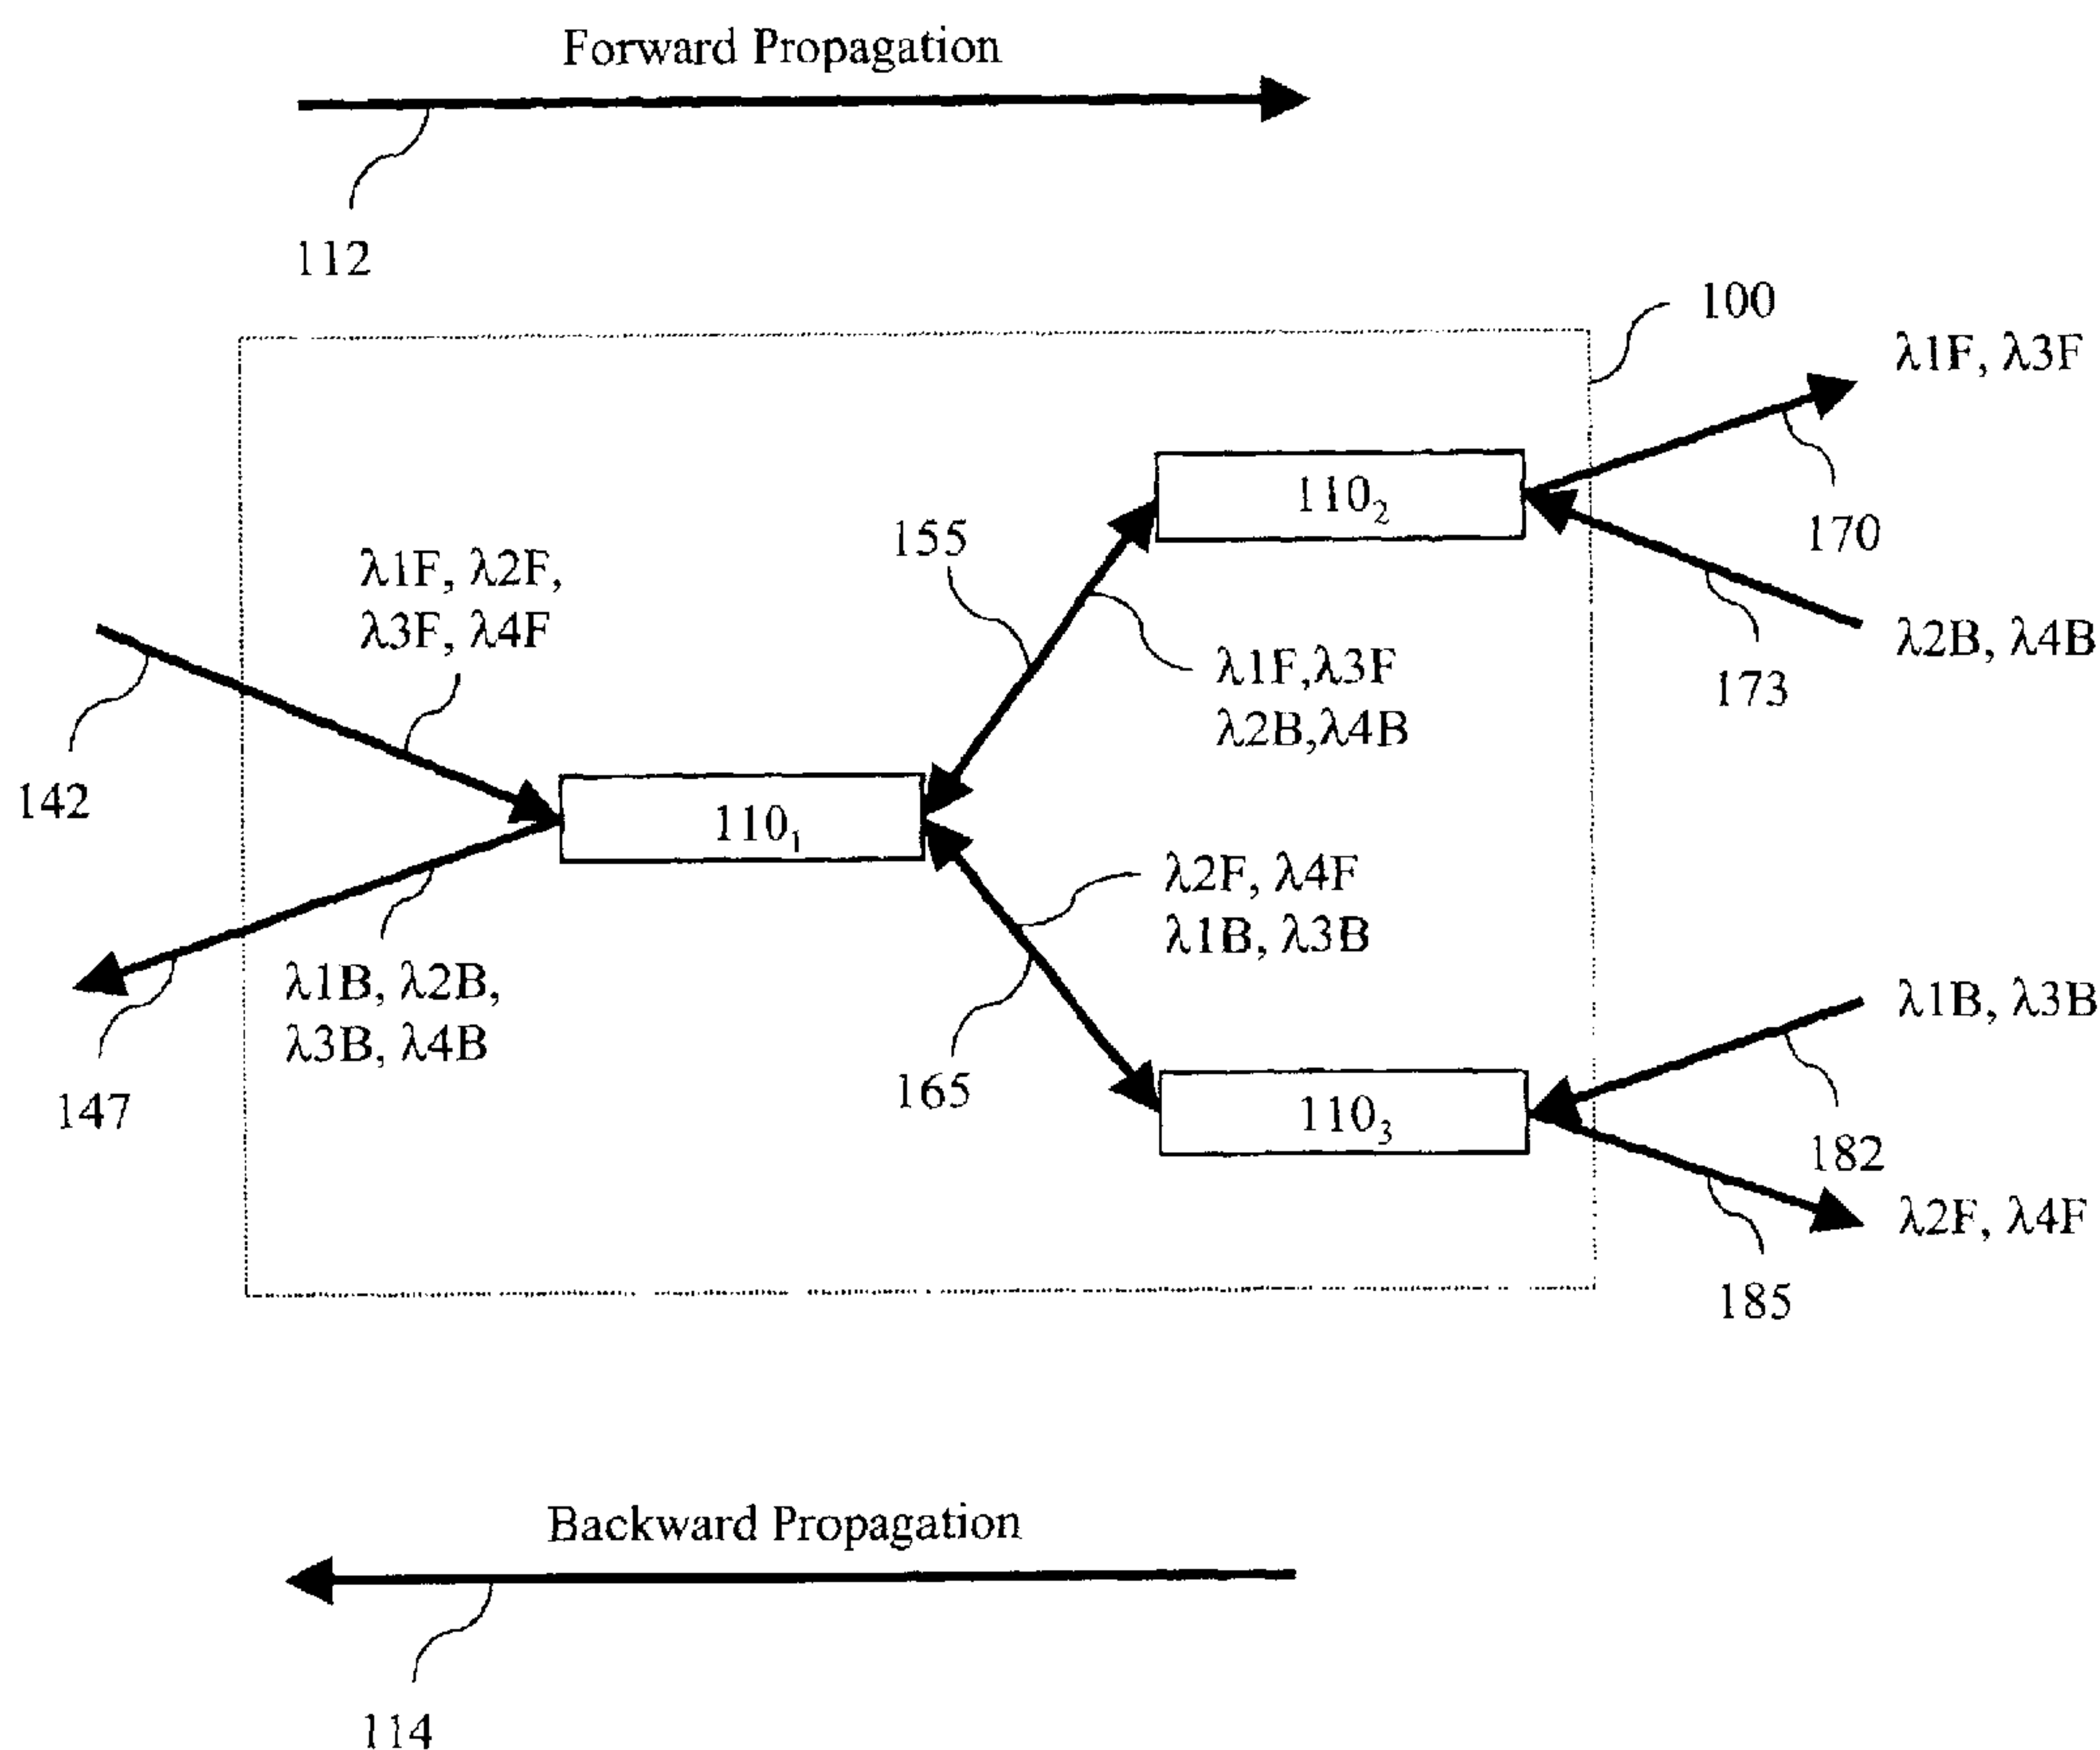 Forward Propagation
112
100
λ1F, λ3F
110₂
170
155
λ1F, λ2F,
λ3F, λ4F
λ2B, λ4B
173
λ1F,λ3F
λ2B,λ4B
142
110₁
λ2F, λ4F
λ1B, λ3B
λ1B, λ2B,
λ3B, λ4B
λ1B, λ3B
147
165
110₃
182
λ2F, λ4F
185
Backward Propagation
114